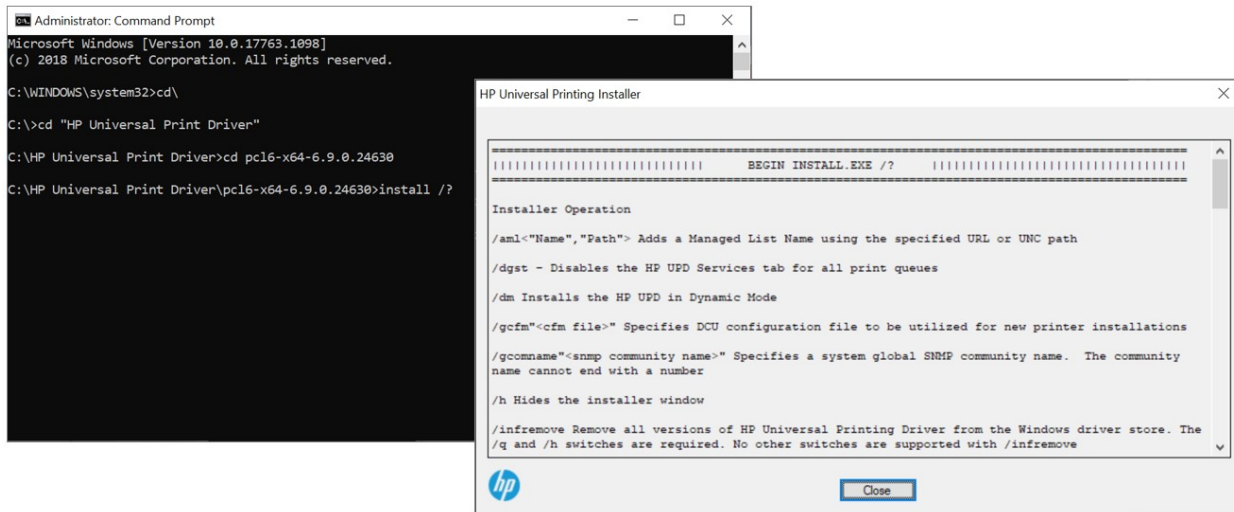 Administrator: Command Prompt
Microsoft Windows [Version 10.0.17763.1098]
(c) 2018 Microsoft Corporation. All rights reserved.
C:\WINDOWS\system32>cd\
C:\>cd "HP Universal Print Driver"
C:\HP Universal Print Driver>cd pcl6-x64-6.9.0.24630
C:\HP Universal Print Driver\pcl6-x64-6.9.0.24630>install /?
HP Universal Printing Installer
==============================================================================================
||||||||||||||||||||||||||||| BEGIN INSTALL.EXE /? |||||||||||||||||||||||||||||||||||
==============================================================================================
Installer Operation
/aml<"Name","Path"> Adds a Managed List Name using the specified URL or UNC path
/dgst - Disables the HP UPD Services tab for all print queues
/dm Installs the HP UPD in Dynamic Mode
/gcfm"<cfm file>" Specifies DCU configuration file to be utilized for new printer installations
/gcomname"<snmp community name>" Specifies a system global SNMP community name.  The community
name cannot end with a number
/h Hides the installer window
/infremove Remove all versions of HP Universal Printing Driver from the Windows driver store. The
/q and /h switches are required. No other switches are supported with /infremove
hp
Close